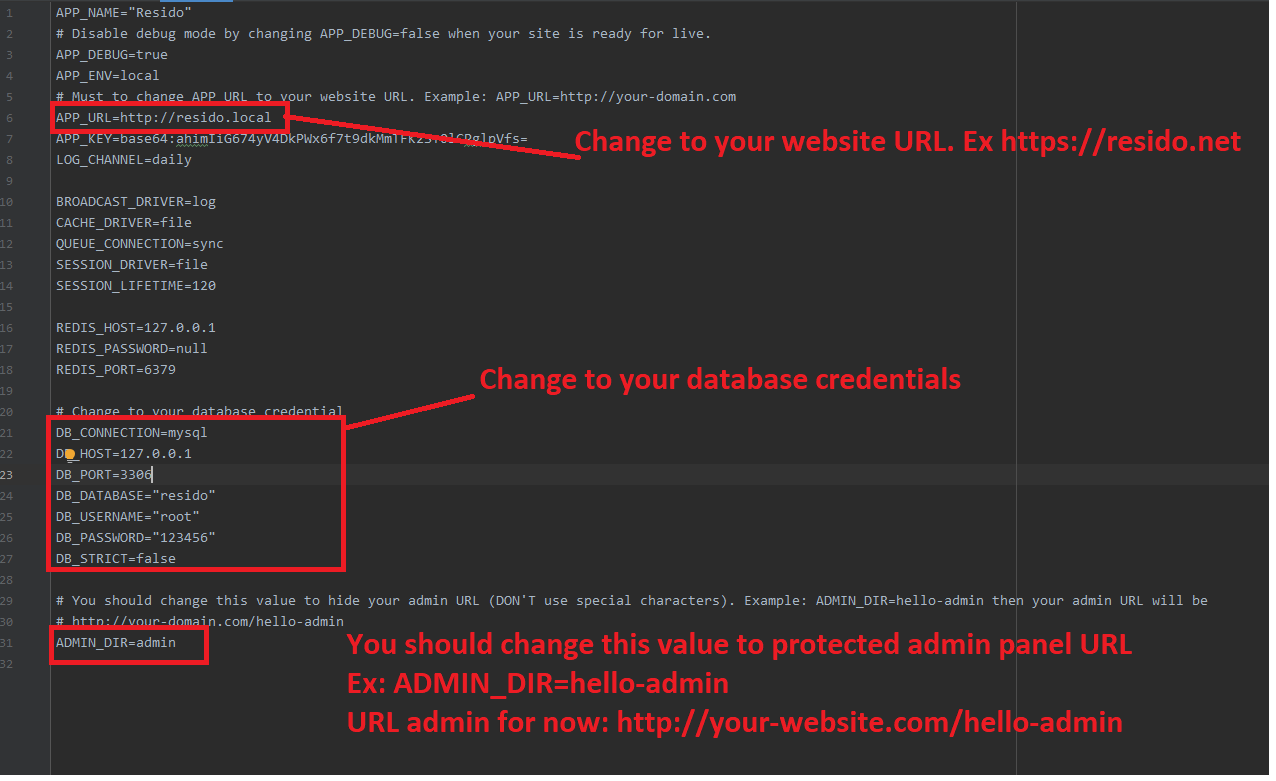 1 APP_NAME="Resido"
2 # Disable debug mode by changing APP_DEBUG=false when your site is ready for live.
3 APP_DEBUG=true
4 APP_ENV=local
5 # Must to change APP_URL to your website URL. Example: APP_URL=http://your-domain.com
6 APP_URL=http://resido.local
Change to your website URL. Ex https://resido.net
7
8 LOG_CHANNEL=daily
9
10 BROADCAST_DRIVER=log
11 CACHE_DRIVER=file
12 QUEUE_CONNECTION=sync
13 SESSION_DRIVER=file
14 SESSION_LIFETIME=120
15
16 REDIS_HOST=127.0.0.1
17 REDIS_PASSWORD=null
18 REDIS_PORT=6379
Change to your database credentials
19
20 # Change to your database credential
21 DB_CONNECTION=mysql
22 DB_HOST=127.0.0.1
23 DB_PORT=3306
24 DB_DATABASE="resido"
25 DB_USERNAME="root"
26 DB_PASSWORD="123456"
27 DB_STRICT=false
28
29 # You should change this value to hide your admin URL (DON'T use special characters). Example: ADMIN_DIR=hello-admin then your admin URL will be
30 # http://your-domain.com/hello-admin
31 ADMIN_DIR=admin
32
You should change this value to protected admin panel URL
Ex: ADMIN_DIR=hello-admin
URL admin for now: http://your-website.com/hello-admin